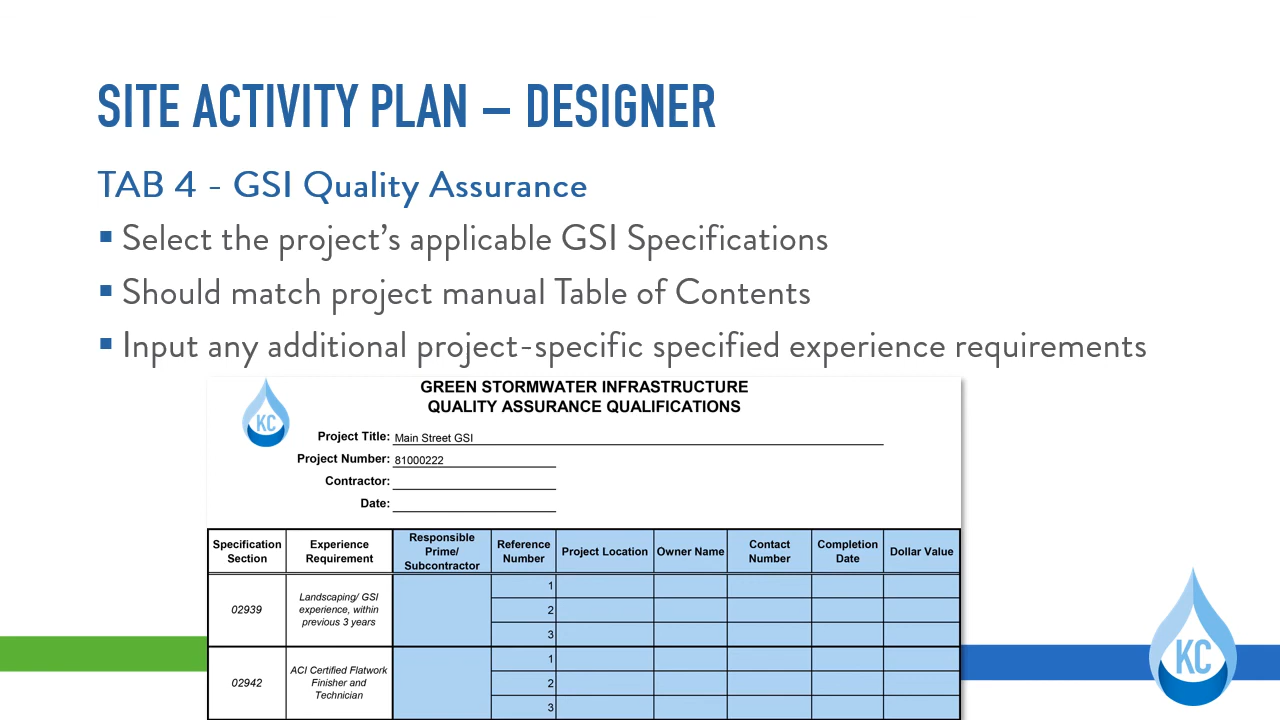 SITE ACTIVITY PLAN – DESIGNER
TAB 4 - GSI Quality Assurance
▪ Select the project’s applicable GSI Specifications
▪ Should match project manual Table of Contents
▪ Input any additional project-specific specified experience requirements
KC
GREEN STORMWATER INFRASTRUCTURE
QUALITY ASSURANCE QUALIFICATIONS
Project Title: Main Street GSI
Project Number: 81000222
Contractor:
Date:
Specification Section | Experience Requirement | Responsible Prime/ Subcontractor | Reference Number | Project Location | Owner Name | Contact Number | Completion Date | Dollar Value
02939 | Landscaping/ GSI experience, within previous 3 years | 1
2
3
02942 | ACI Certified Flatwork Finisher and Technician | 1
2
3
KC